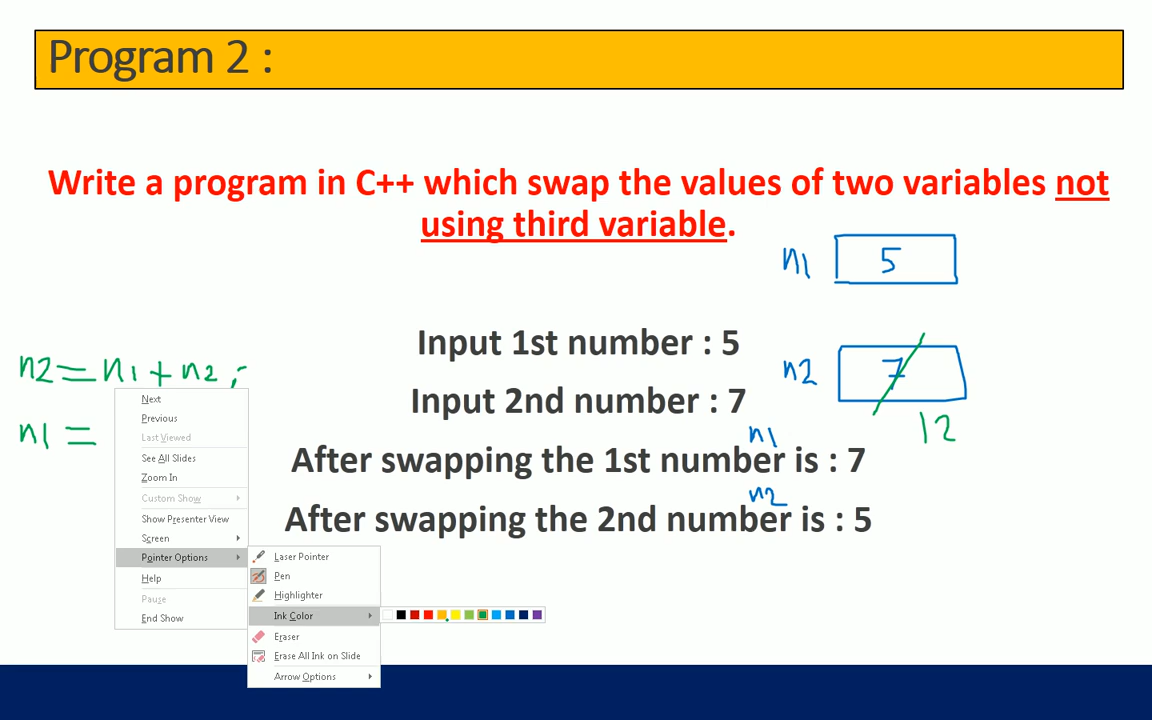 Program 2 :
Write a program in C++ which swap the values of two variables not
using third variable.
n1 5
Input 1st number : 5
n2 7
n2 = n1 + n2 ;
Input 2nd number : 7
12
n1 =
n1
After swapping the 1st number is : 7
n2
After swapping the 2nd number is : 5
Next
Previous
Last Viewed
See All Slides
Zoom In
Custom Show
Show Presenter View
Screen
Pointer Options
Help
Pause
End Show
Laser Pointer
Pen
Highlighter
Ink Color
Eraser
Erase All Ink on Slide
Arrow Options